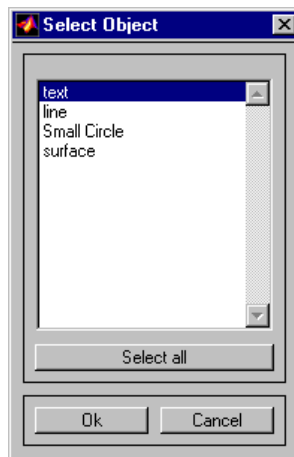 Select Object
text
line
Small Circle
surface
Select all
Ok
Cancel